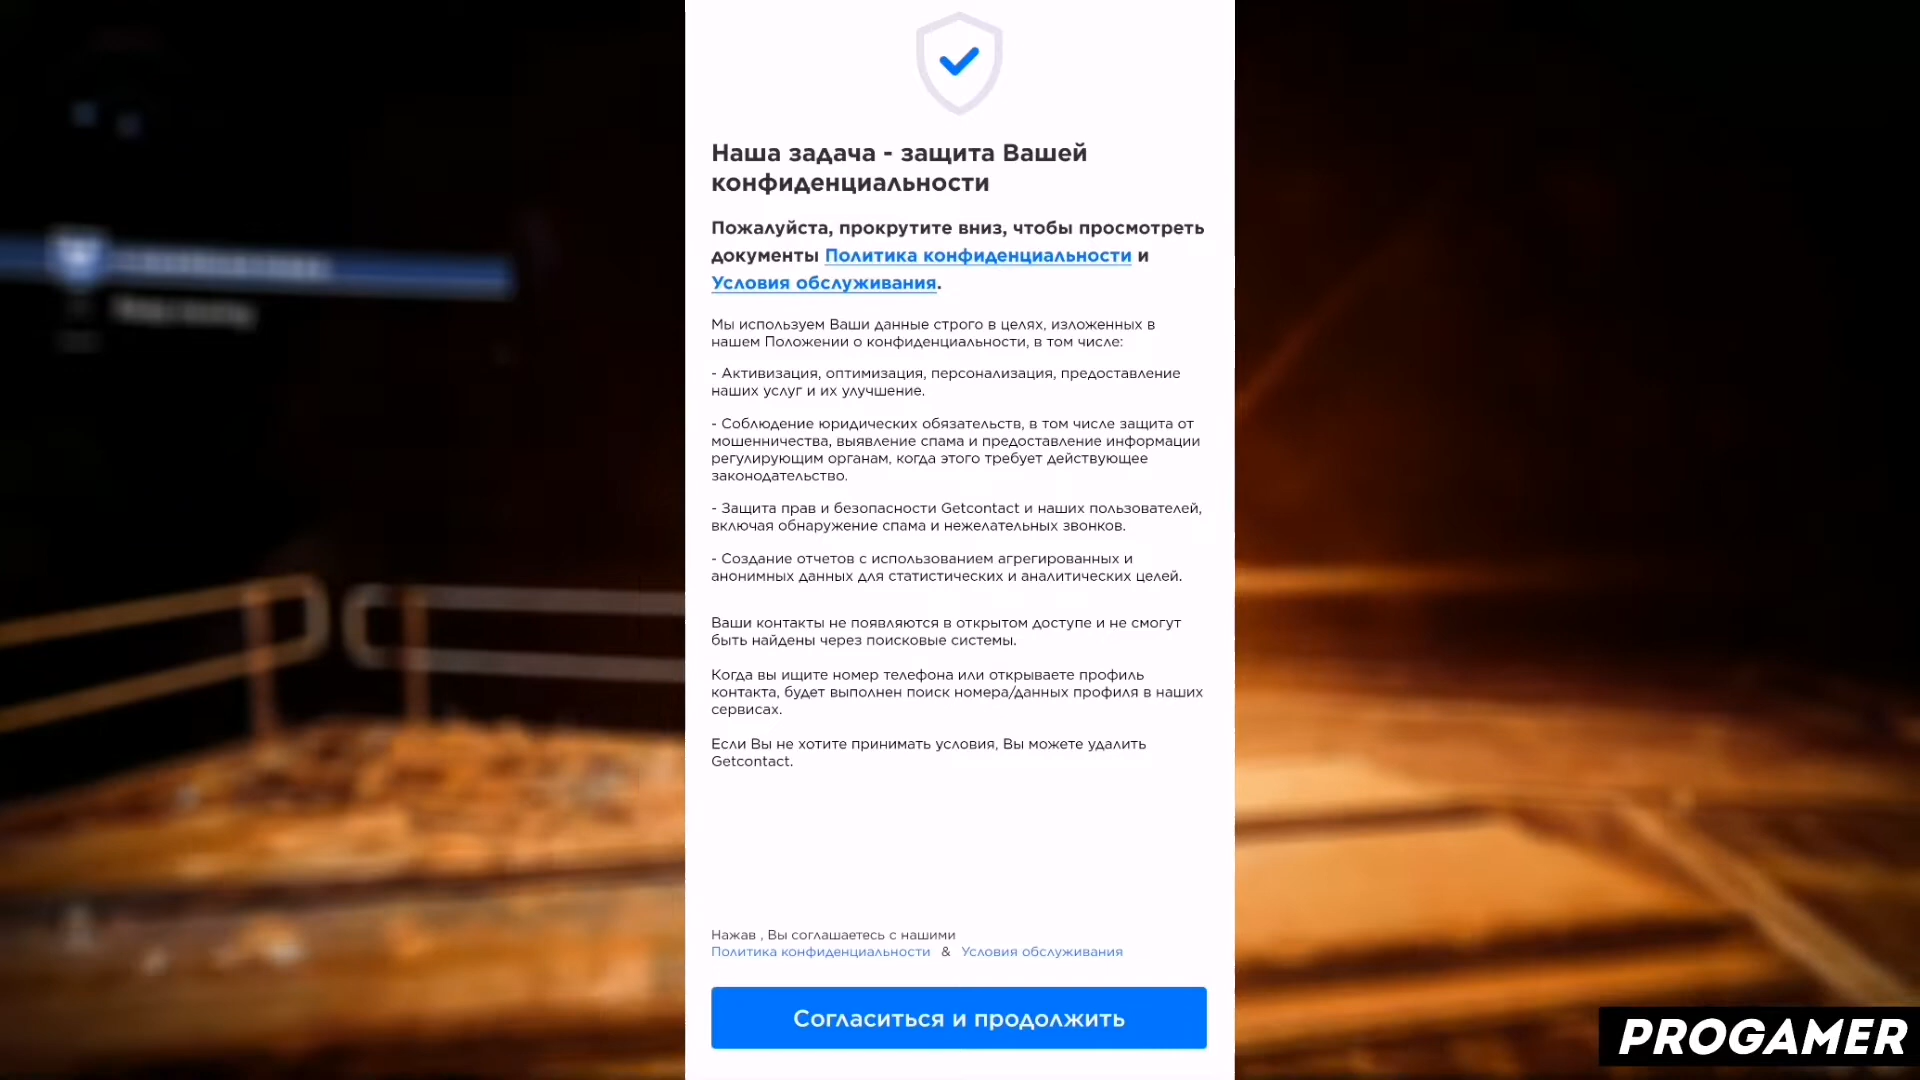 Наша задача - защита Вашей
конфиденциальности
Пожалуйста, прокрутите вниз, чтобы просмотреть
документы Политика конфиденциальности и
Условия обслуживания.
Мы используем Ваши данные строго в целях, изложенных в
нашем Положении о конфиденциальности, в том числе:
- Активизация, оптимизация, персонализация, предоставление
наших услуг и их улучшение.
- Соблюдение юридических обязательств, в том числе защита от
мошенничества, выявление спама и предоставление информации
регулирующим органам, когда этого требует действующее
законодательство.
- Защита прав и безопасности Getcontact и наших пользователей,
включая обнаружение спама и нежелательных звонков.
- Создание отчетов с использованием агрегированных и
анонимных данных для статистических и аналитических целей.
Ваши контакты не появляются в открытом доступе и не смогут
быть найдены через поисковые системы.
Когда вы ищите номер телефона или открываете профиль
контакта, будет выполнен поиск номера/данных профиля в наших
сервисах.
Если Вы не хотите принимать условия, Вы можете удалить
Getcontact.
Нажав , Вы соглашаетесь с нашими
Политика конфиденциальности & Условия обслуживания
Согласиться и продолжить
PROGAMER